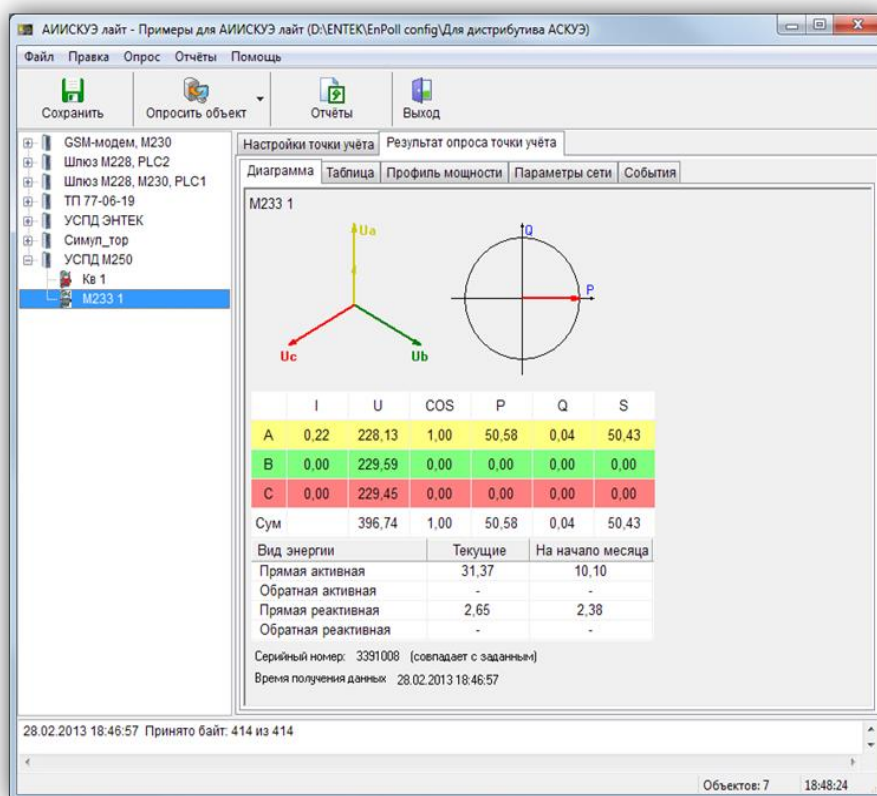 АИИСКУЭ лайт - Примеры для АИИСКУЭ лайт (D:\ENTEK\EnPoll config\Для дистрибутива АСКУЭ)
Файл Правка Опрос Отчёты Помощь
Сохранить Опросить объект Отчёты Выход
GSM-модем, М230
Шлюз М228, PLC2
Шлюз М228, М230, PLC1
ТП 77-06-19
УСПД ЭНТЕК
Симул_тор
УСПД М250
Кв 1
М233 1
Настройки точки учёта Результат опроса точки учёта
Диаграмма Таблица Профиль мощности Параметры сети События
М233 1
Ua Q
P
Uc Ub
I U COS P Q S
A 0,22 228,13 1,00 50,58 0,04 50,43
B 0,00 229,59 0,00 0,00 0,00 0,00
C 0,00 229,45 0,00 0,00 0,00 0,00
Сум 396,74 1,00 50,58 0,04 50,43
Вид энергии Текущие На начало месяца
Прямая активная 31,37 10,10
Обратная активная - -
Прямая реактивная 2,65 2,38
Обратная реактивная - -
Серийный номер: 3391008 (совпадает с заданным)
Время получения данных 28.02.2013 18:46:57
28.02.2013 18:46:57 Принято байт: 414 из 414
Объектов: 7 18:48:24